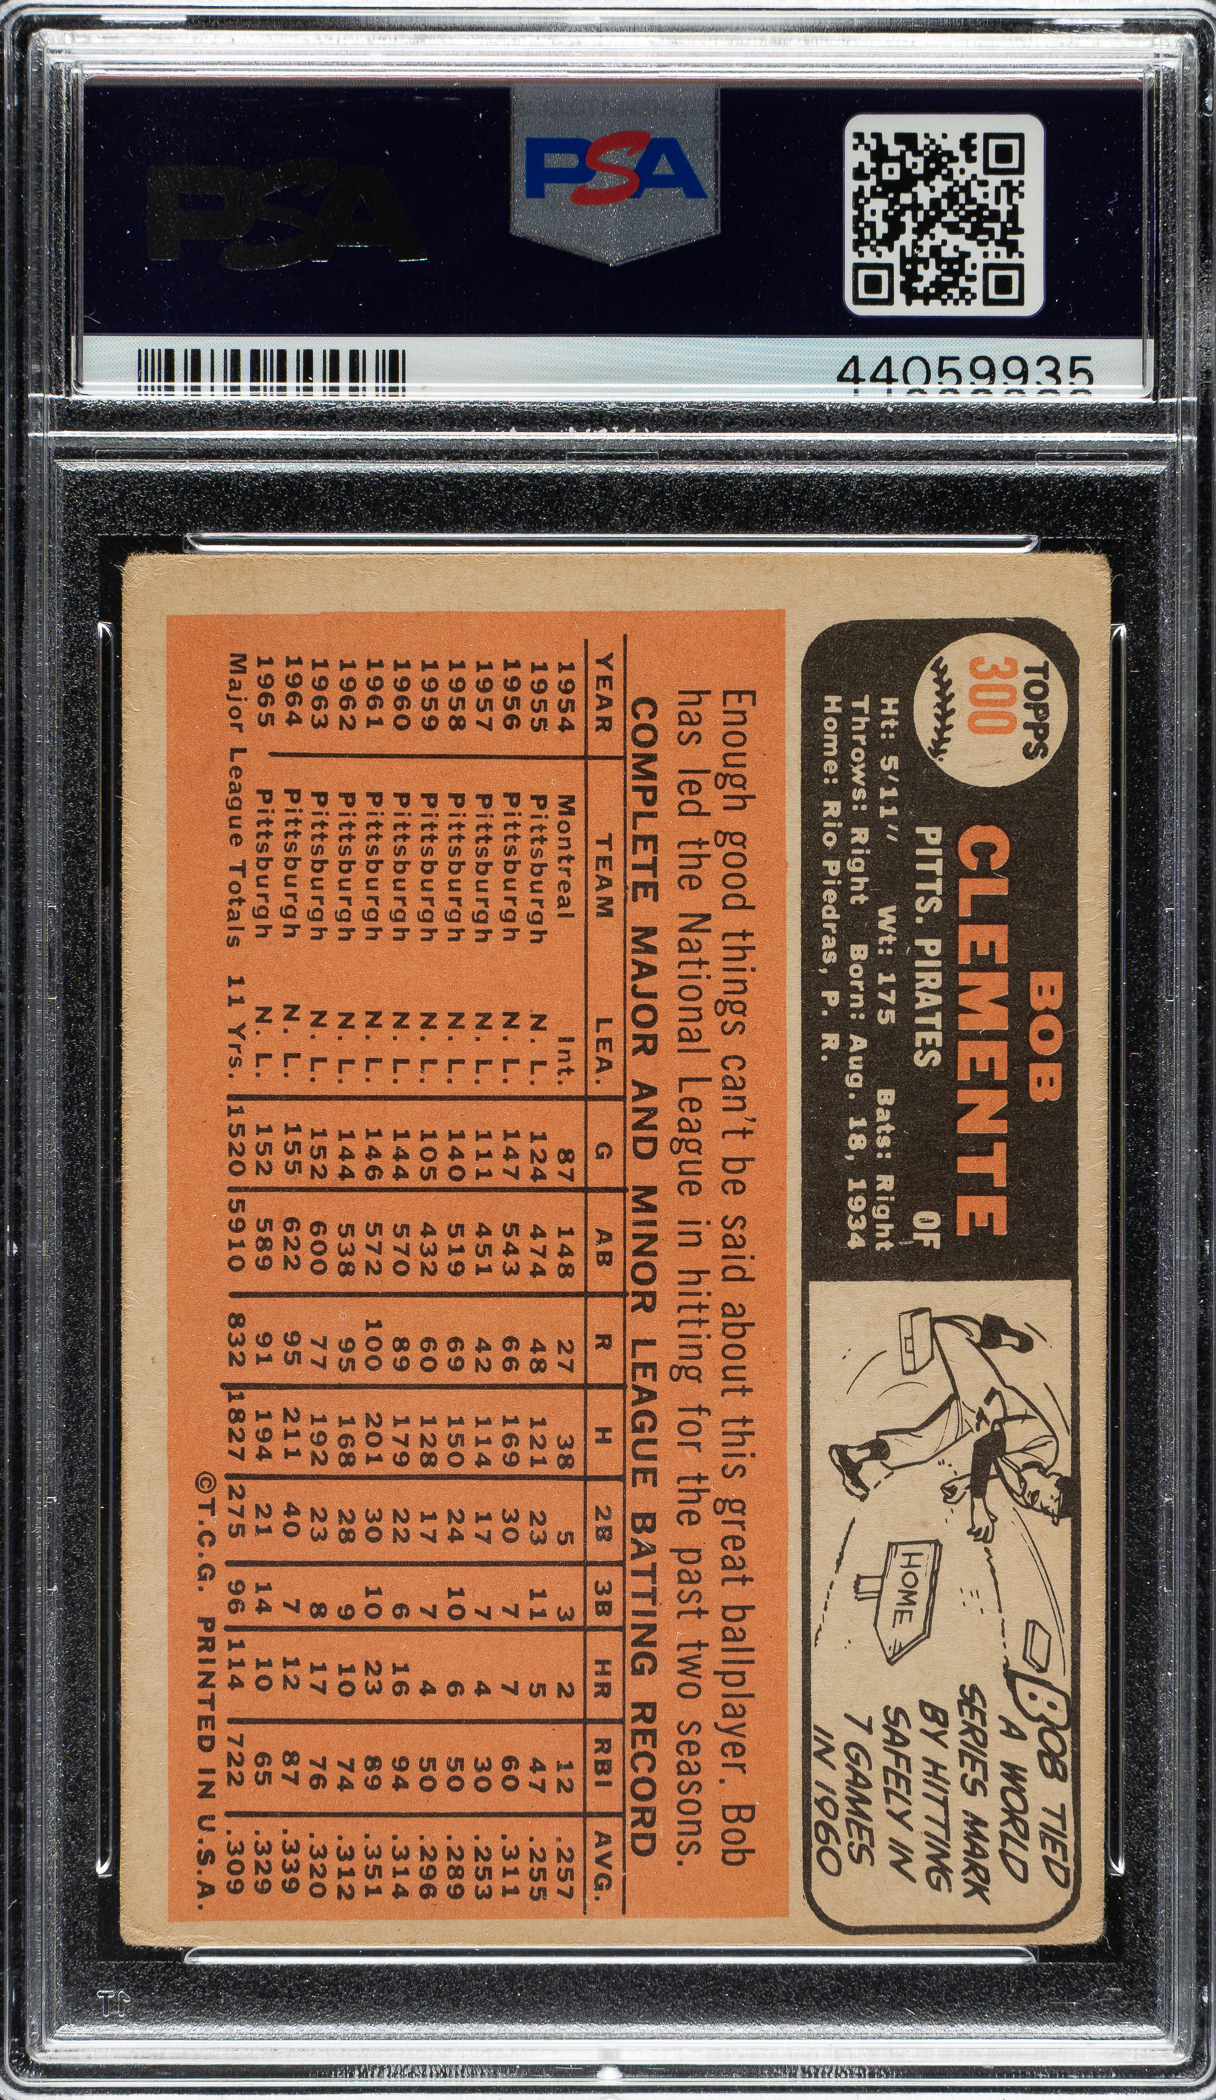 PSA
PSA
44059935
TOPPS
300
BOB
CLEMENTE
PITTS. PIRATES OF
Ht: 5'11" Wt: 175 Bats: Right
Throws: Right Born: Aug. 18, 1934
Home: Rio Piedras, P. R.
BOB TIED
A WORLD
SERIES MARK
BY HITTING
SAFELY IN
7 GAMES
IN 1960
HOME
Enough good things can't be said about this great ballplayer. Bob
has led the National League in hitting for the past two seasons.
COMPLETE MAJOR AND MINOR LEAGUE BATTING RECORD
YEAR TEAM LEA. G AB R H 2B 3B HR RBI AVG.
1954 Montreal Int. 87 148 27 38 5 3 2 12 .257
1955 Pittsburgh N. L. 124 474 48 121 23 11 5 47 .255
1956 Pittsburgh N. L. 147 543 66 169 30 7 7 60 .311
1957 Pittsburgh N. L. 111 451 42 114 17 7 4 30 .253
1958 Pittsburgh N. L. 140 519 69 150 24 10 6 50 .289
1959 Pittsburgh N. L. 105 432 60 128 17 7 4 50 .296
1960 Pittsburgh N. L. 144 570 89 179 22 6 16 94 .314
1961 Pittsburgh N. L. 146 572 100 201 30 10 23 89 .351
1962 Pittsburgh N. L. 144 538 95 168 28 9 10 74 .312
1963 Pittsburgh N. L. 152 600 77 192 23 8 17 76 .320
1964 Pittsburgh N. L. 155 622 95 211 40 7 12 87 .339
1965 Pittsburgh N. L. 152 589 91 194 21 14 10 65 .329
Major League Totals 11 Yrs. 1520 5910 832 1827 275 96 114 722 .309
©T.C.G. PRINTED IN U.S.A.